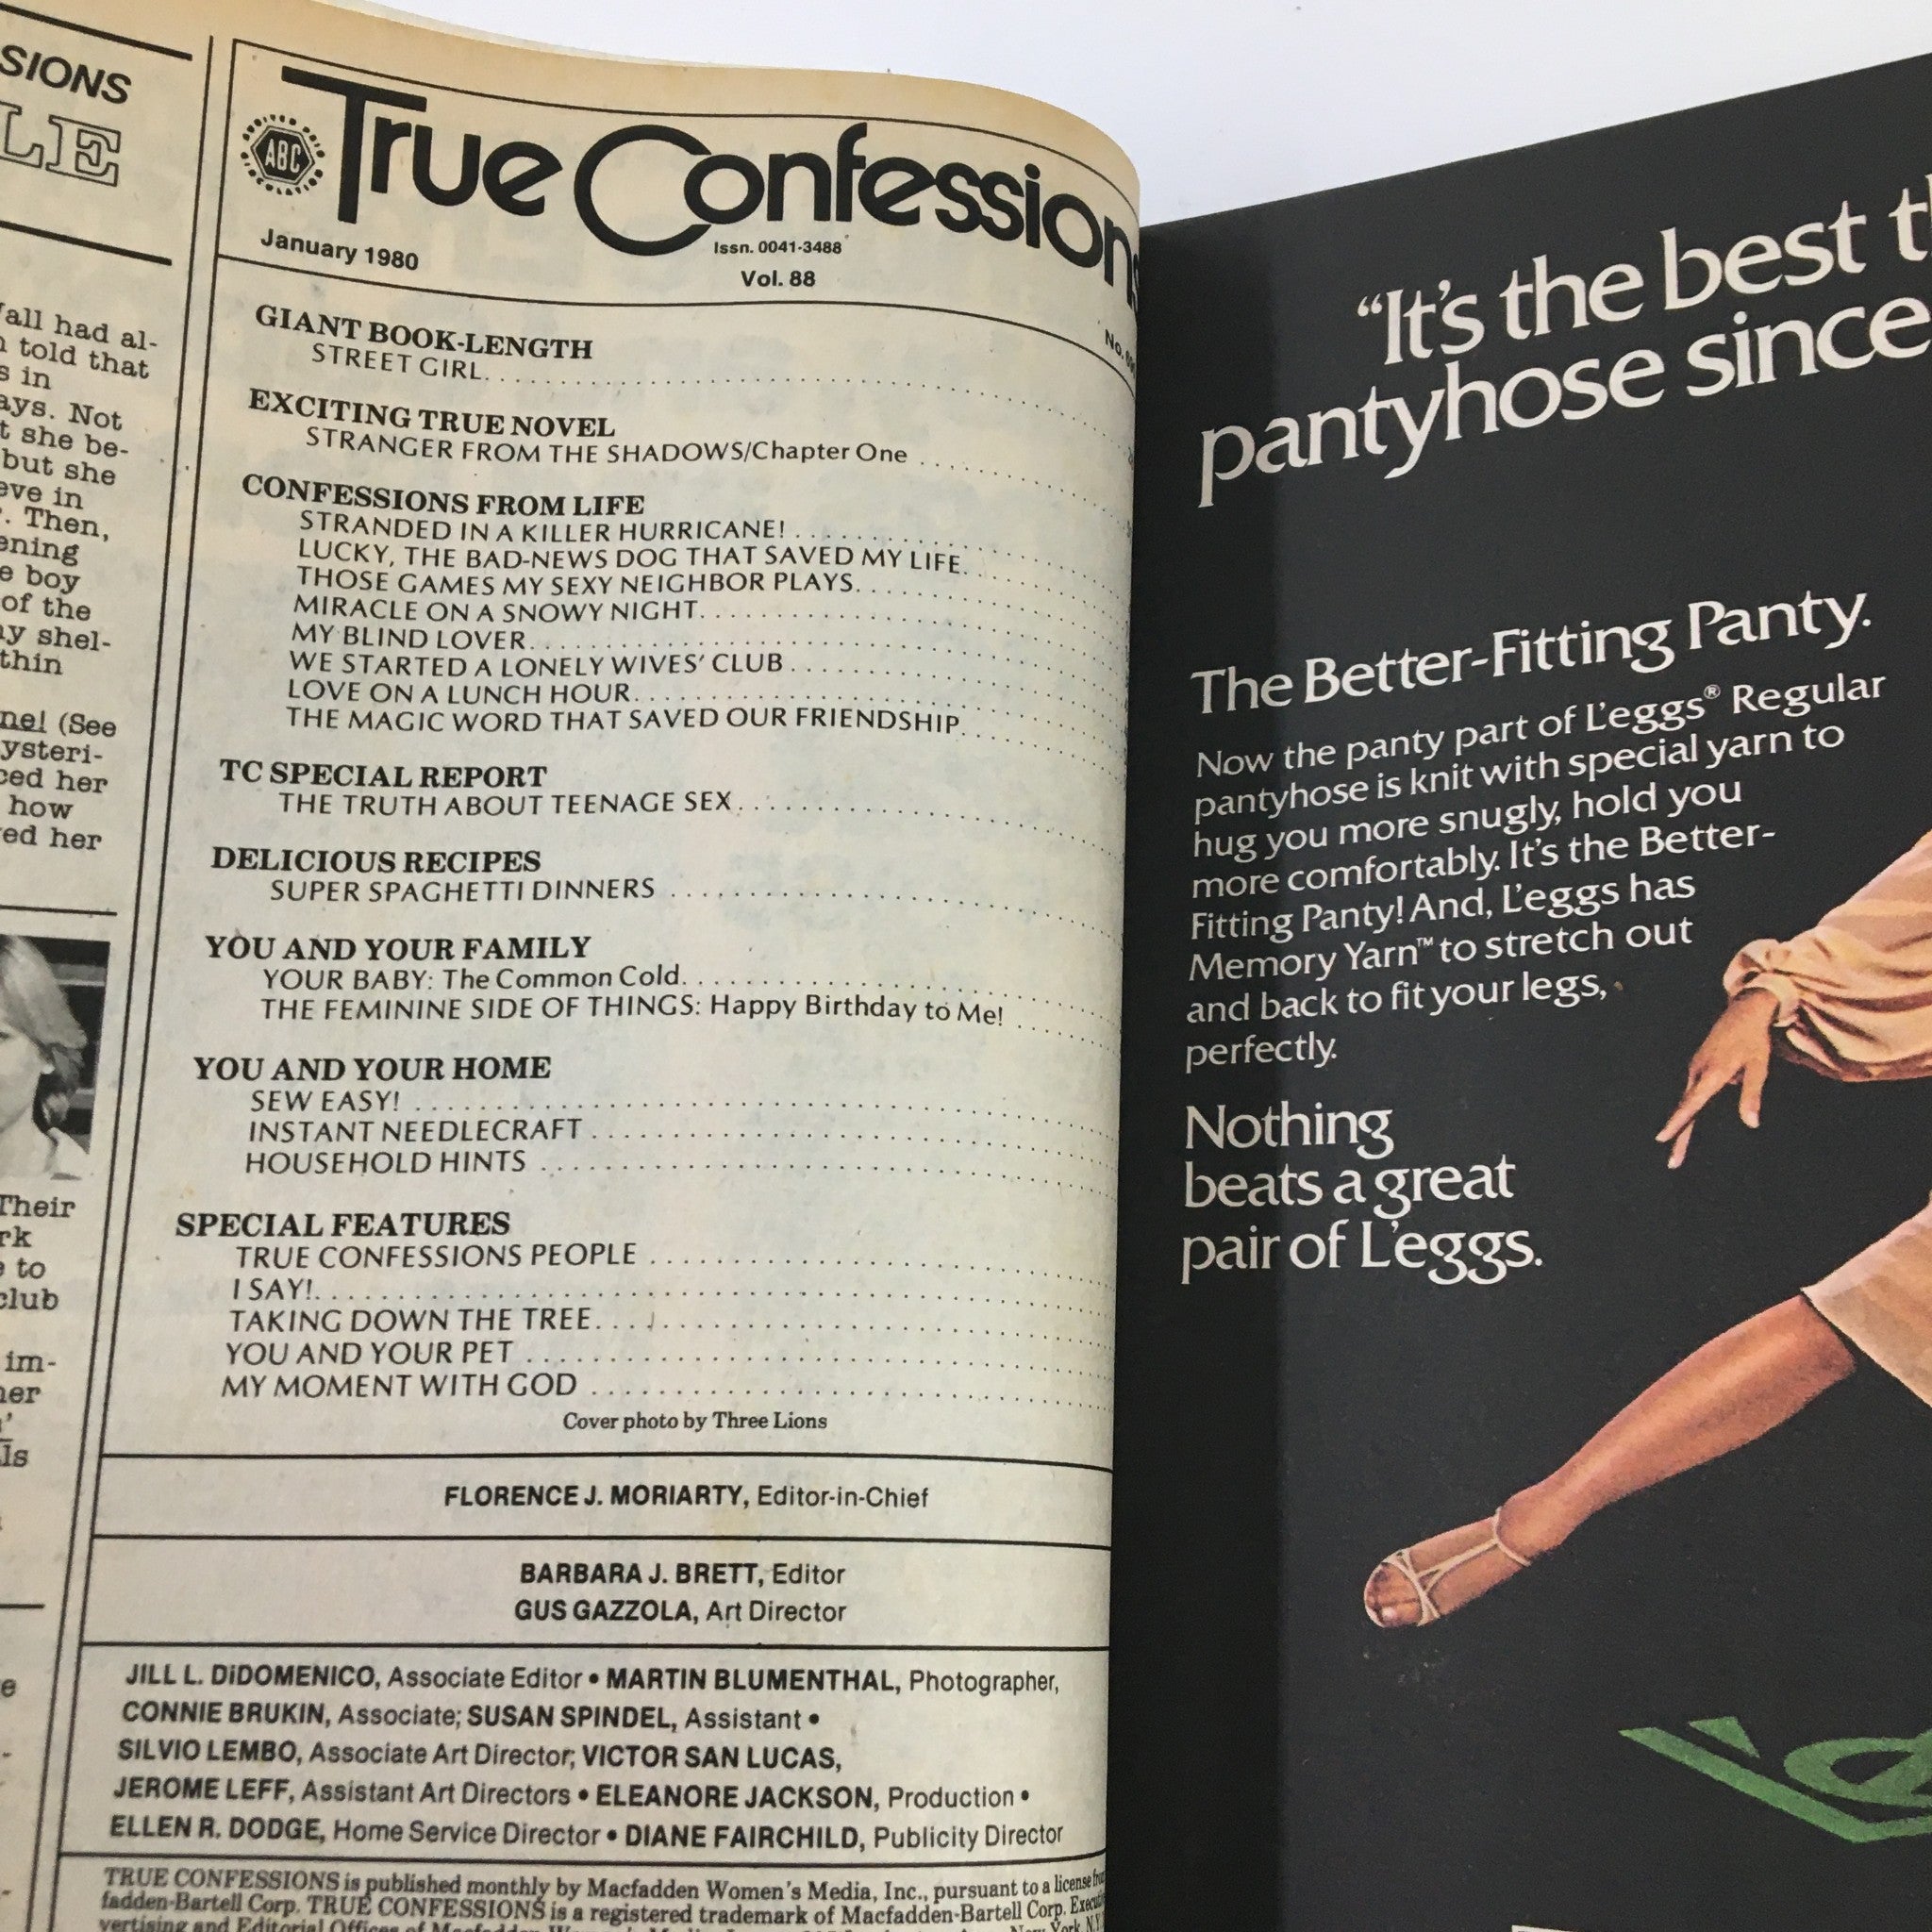 SIONS
LE
all had al-
told that
s in
ays. Not
t she be-
but she
eve in
Then,
ening
e boy
of the
y shel-
thin
ne! (See
ysteri-
ced her
how
ed her
Their
rk
to
club
im-
her
ls
True Confessions
ABC
January 1980
Issn. 0041-3488
Vol. 88
No.
GIANT BOOK-LENGTH
STREET GIRL
EXCITING TRUE NOVEL
STRANGER FROM THE SHADOWS/Chapter One
CONFESSIONS FROM LIFE
STRANDED IN A KILLER HURRICANE!
LUCKY, THE BAD-NEWS DOG THAT SAVED MY LIFE
THOSE GAMES MY SEXY NEIGHBOR PLAYS
MIRACLE ON A SNOWY NIGHT
MY BLIND LOVER
WE STARTED A LONELY WIVES' CLUB
LOVE ON A LUNCH HOUR
THE MAGIC WORD THAT SAVED OUR FRIENDSHIP
TC SPECIAL REPORT
THE TRUTH ABOUT TEENAGE SEX
DELICIOUS RECIPES
SUPER SPAGHETTI DINNERS
YOU AND YOUR FAMILY
YOUR BABY: The Common Cold
THE FEMININE SIDE OF THINGS: Happy Birthday to Me!
YOU AND YOUR HOME
SEW EASY!
INSTANT NEEDLECRAFT
HOUSEHOLD HINTS
SPECIAL FEATURES
TRUE CONFESSIONS PEOPLE
I SAY!
TAKING DOWN THE TREE
YOU AND YOUR PET
MY MOMENT WITH GOD
Cover photo by Three Lions
FLORENCE J. MORIARTY, Editor-in-Chief
BARBARA J. BRETT, Editor
GUS GAZZOLA, Art Director
JILL L. DiDOMENICO, Associate Editor • MARTIN BLUMENTHAL, Photographer,
CONNIE BRUKIN, Associate; SUSAN SPINDEL, Assistant •
SILVIO LEMBO, Associate Art Director; VICTOR SAN LUCAS,
JEROME LEFF, Assistant Art Directors • ELEANORE JACKSON, Production •
ELLEN R. DODGE, Home Service Director • DIANE FAIRCHILD, Publicity Director
TRUE CONFESSIONS is published monthly by Macfadden Women's Media, Inc., pursuant to a license
fadden-Bartell Corp. TRUE CONFESSIONS is a registered trademark of Macfadden-Bartell Corp.
vertising and Editorial Offices of
"It's the best
pantyhose since
The Better-Fitting Panty.
Now the panty part of L'eggs® Regular
pantyhose is knit with special yarn to
hug you more snugly, hold you
more comfortably. It's the Better-
Fitting Panty! And, L'eggs has
Memory Yarn™ to stretch out
and back to fit your legs,
perfectly.
Nothing
beats a great
pair of L'eggs.